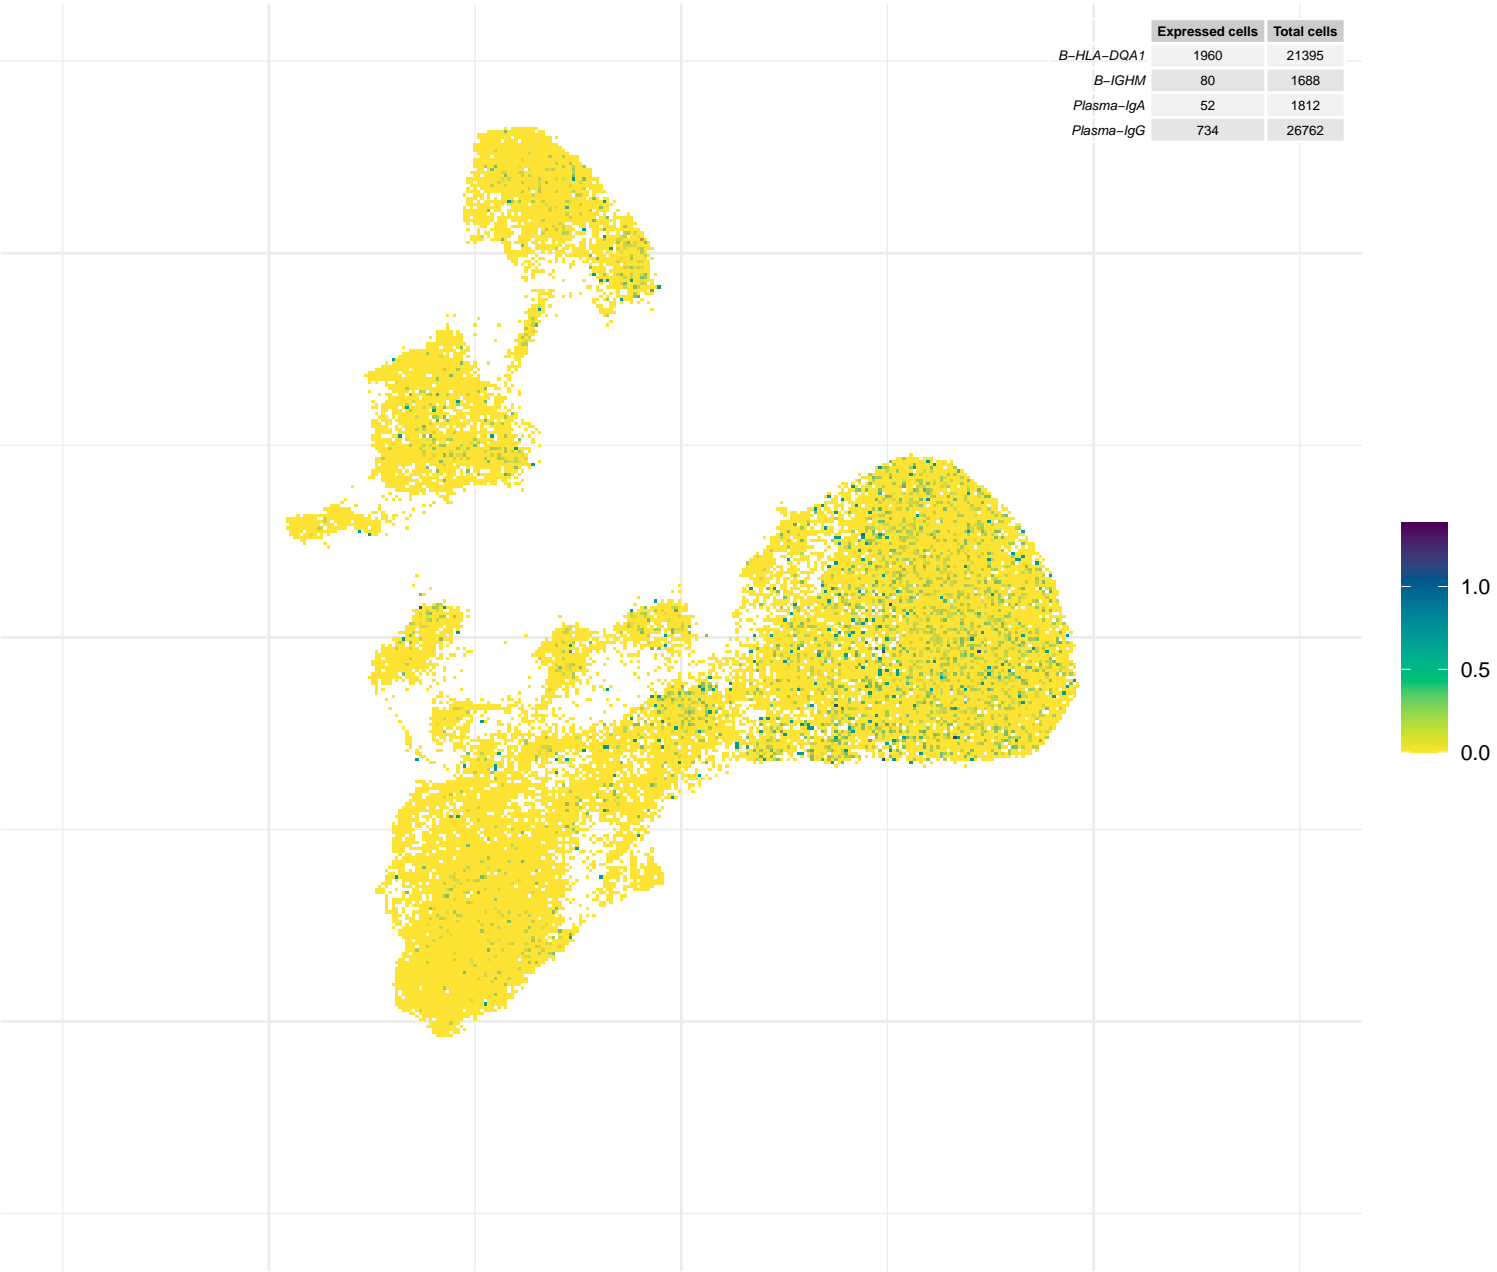 Expressed cells Total cells
B−HLA−DQA1 1960 21395
B−IGHM 80 1688
Plasma−IgA 52 1812
Plasma−IgG 734 26762
1.0
0.5
0.0